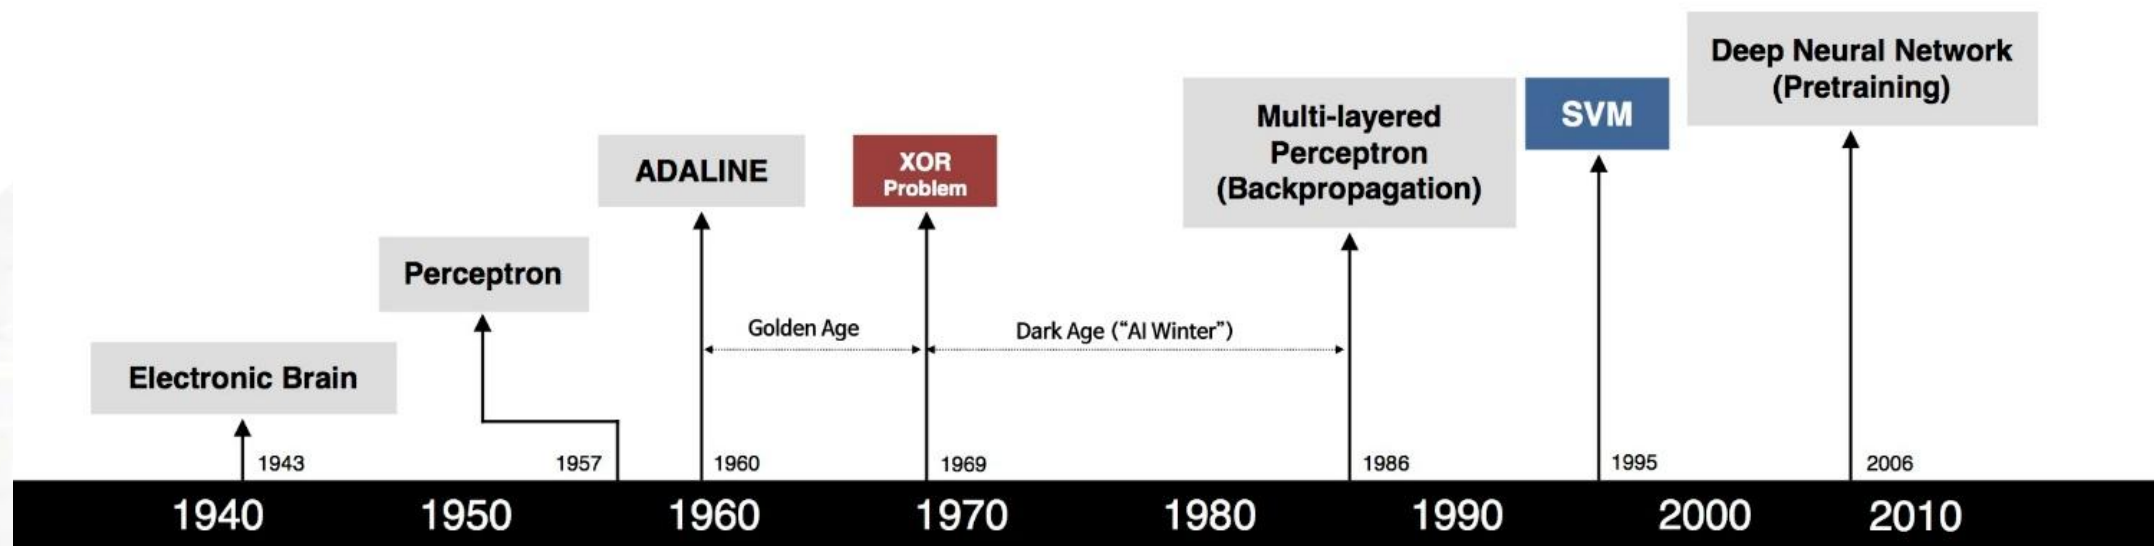 Deep Neural Network
(Pretraining)
Multi-layered
Perceptron
(Backpropagation)
SVM
ADALINE
XOR
Problem
Perceptron
Golden Age
Dark Age (“AI Winter”)
Electronic Brain
1943
1957
1960
1969
1986
1995
2006
1940
1950
1960
1970
1980
1990
2000
2010